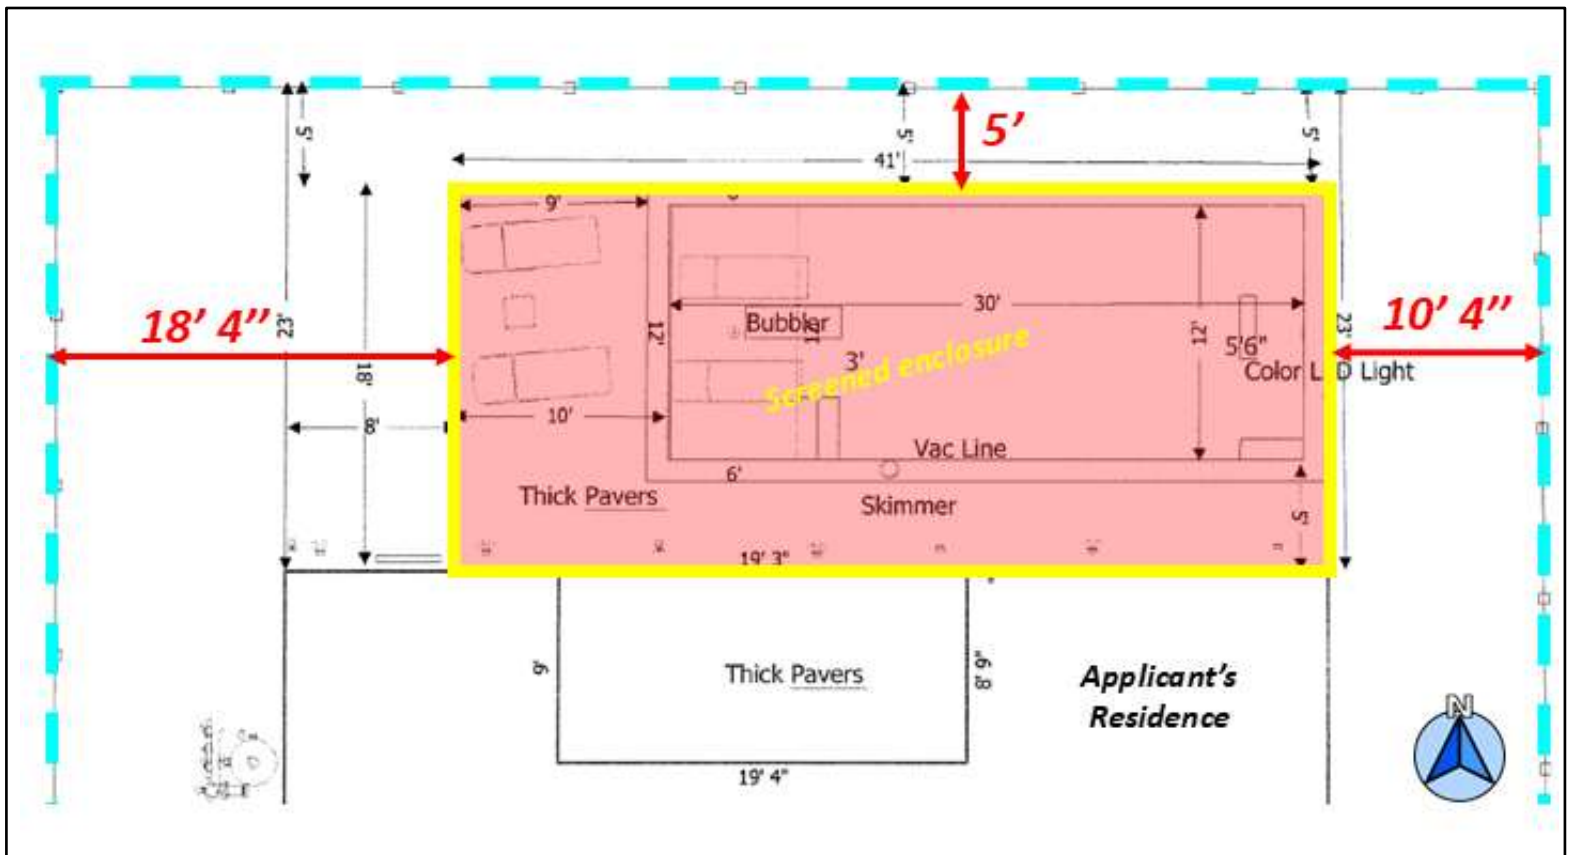 5'
5'
5'
5'
41'
9'
18' 4"
23'
18'
12'
Bubbler
12'
30'
3'
Screened enclosure
12'
5'6"
23'
10' 4"
Color L D Light
8'
10'
Vac Line
6'
Thick Pavers
Skimmer
5'
19' 3"
9'
Thick Pavers
8' 9"
Applicant's
Residence
N
19' 4"